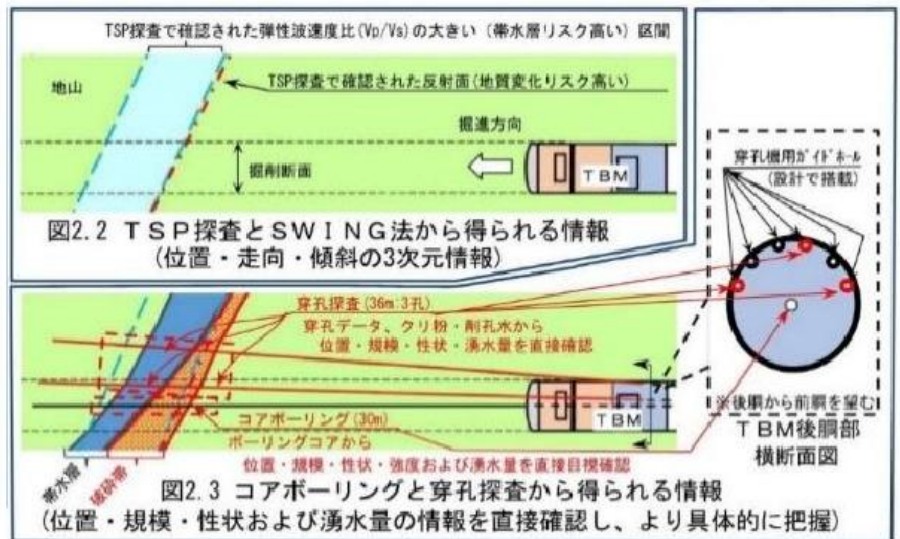 TSP探査で確認された弾性波速度比(Vp/Vs)の大きい（帯水層リスク高い）区間
TSP探査で確認された反射面(地質変化リスク高い)
地山
掘進方向
掘削断面
TBM
図2.2 TSP探査とSWING法から得られる情報
(位置・走向・傾斜の3次元情報)
穿孔機用ガイドホール
(設計で搭載)
穿孔探査(36m:3孔)
穿孔データ、クリ粉・削孔水から
位置・規模・性状・湧水量を直接確認
コアボーリング(30m)
ボーリングコアから
位置・規模・性状・強度および湧水量を直接目視確認
TBM
帯水層
破砕帯
※後胴から前胴を望む
TBM後胴部
横断面図
図2.3 コアボーリングと穿孔探査から得られる情報
(位置・規模・性状および湧水量の情報を直接確認し、より具体的に把握)